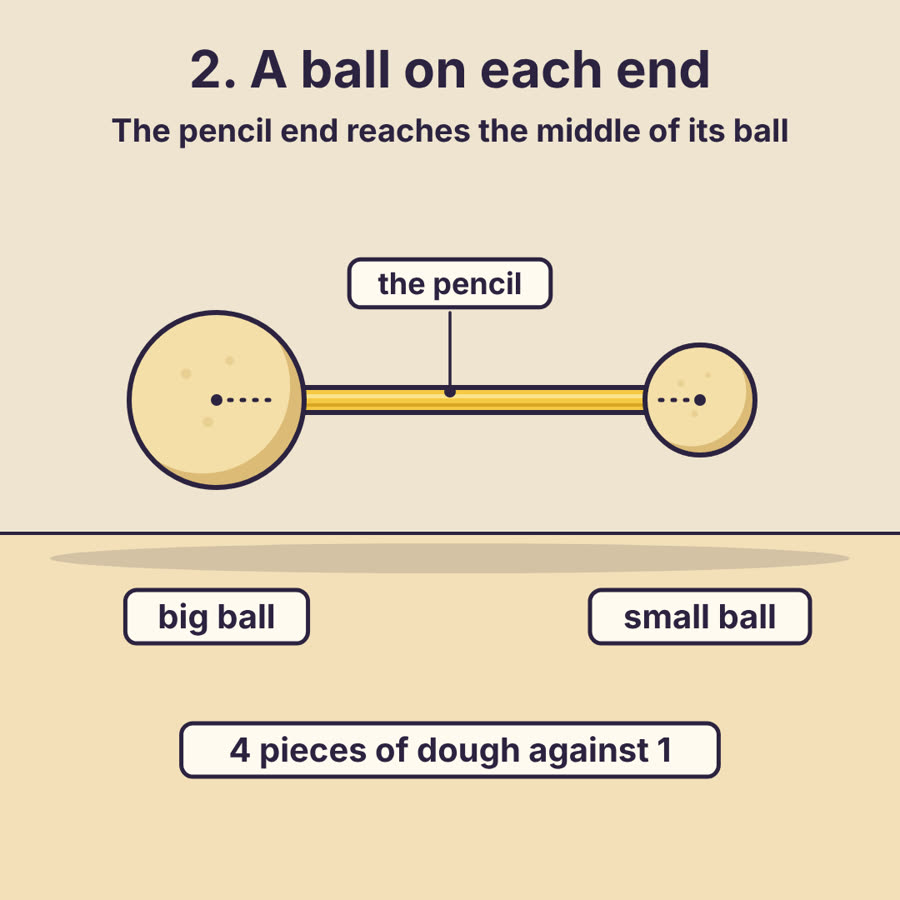 2. A ball on each end
The pencil end reaches the middle of its ball
the pencil
big ball
small ball
4 pieces of dough against 1